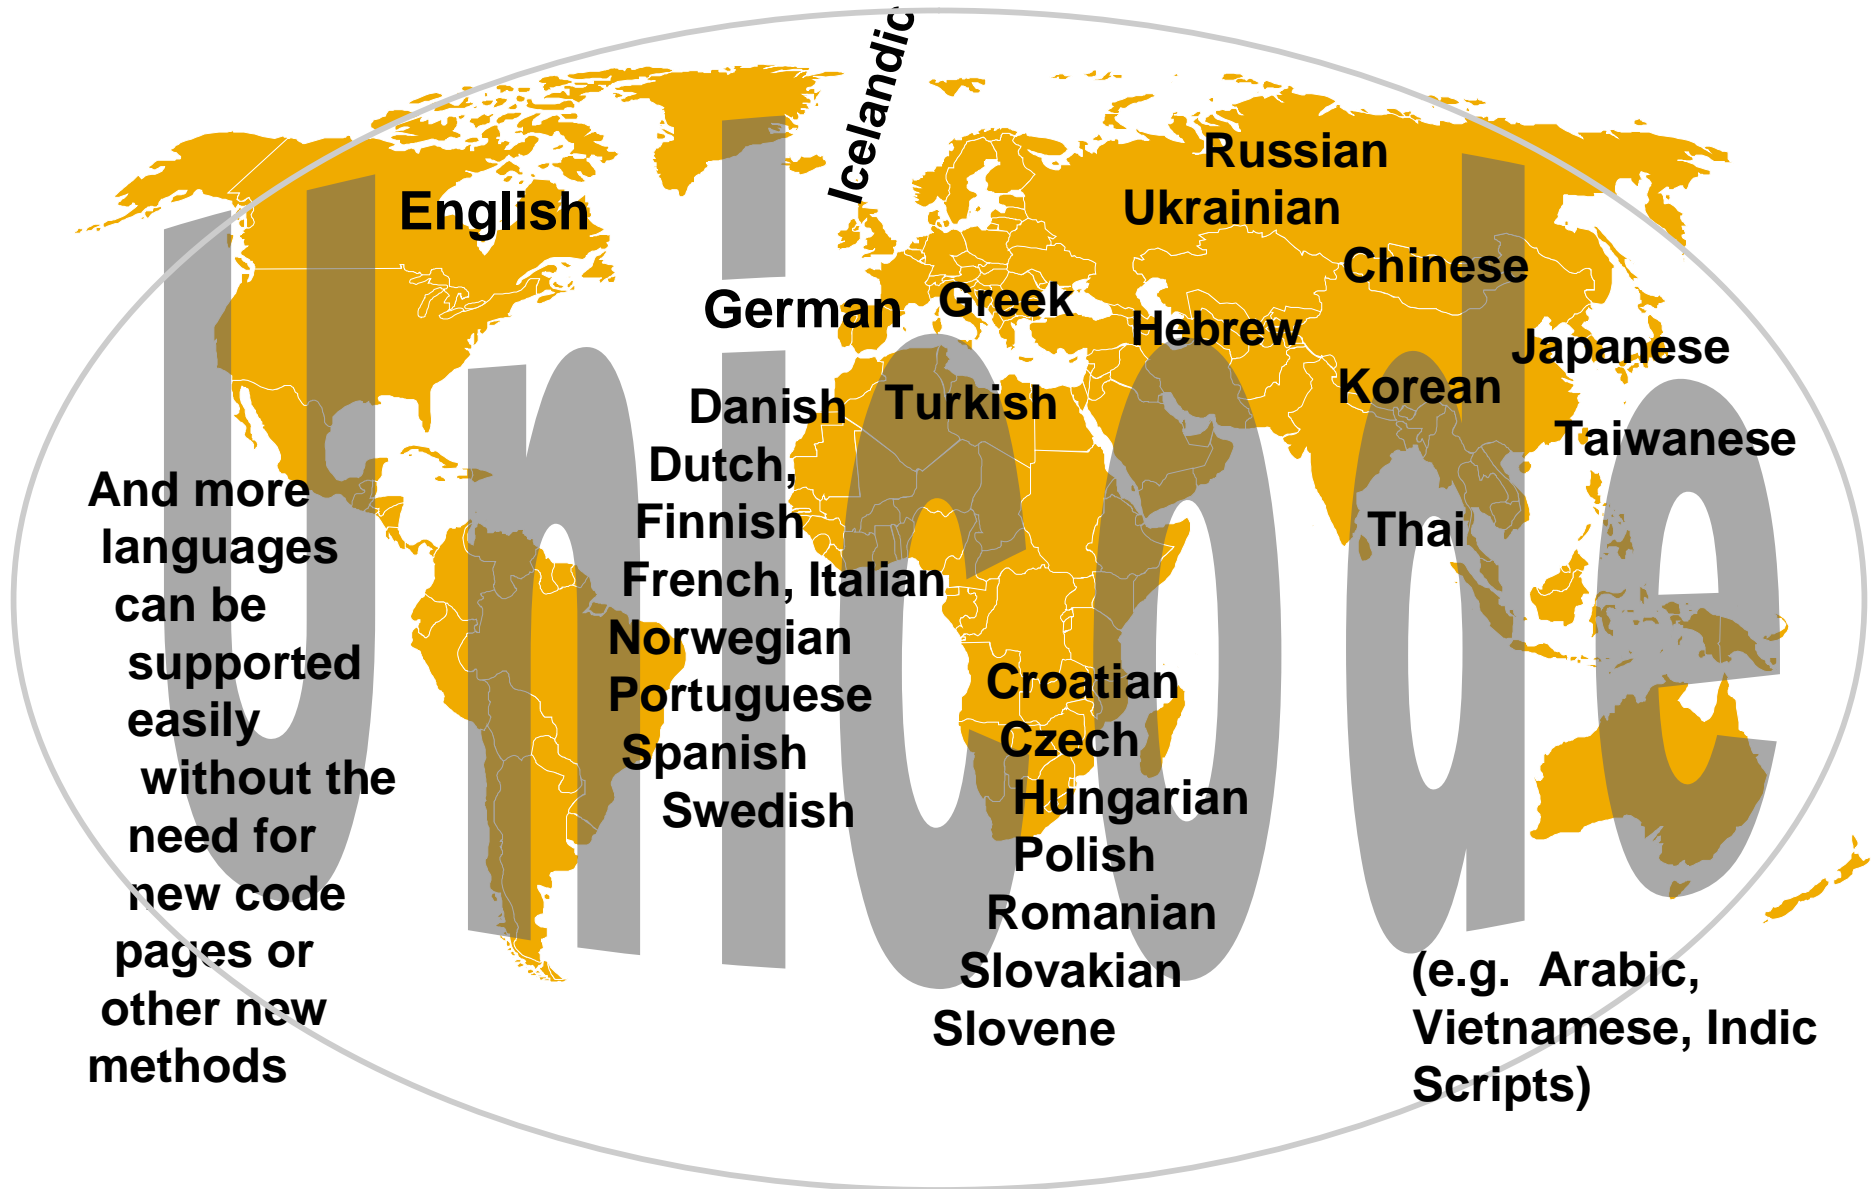 Unicode
Icelandic
English
Russian
Ukrainian
Chinese
German
Greek
Hebrew
Japanese
Korean
Taiwanese
Thai
Danish
Turkish
Dutch,
Finnish
French, Italian
Norwegian
Portuguese
Spanish
Swedish
Croatian
Czech
Hungarian
Polish
Romanian
Slovakian
Slovene
And more
languages
can be
supported
easily
without the
need for
new code
pages or
other new
methods
(e.g. Arabic,
Vietnamese, Indic
Scripts)